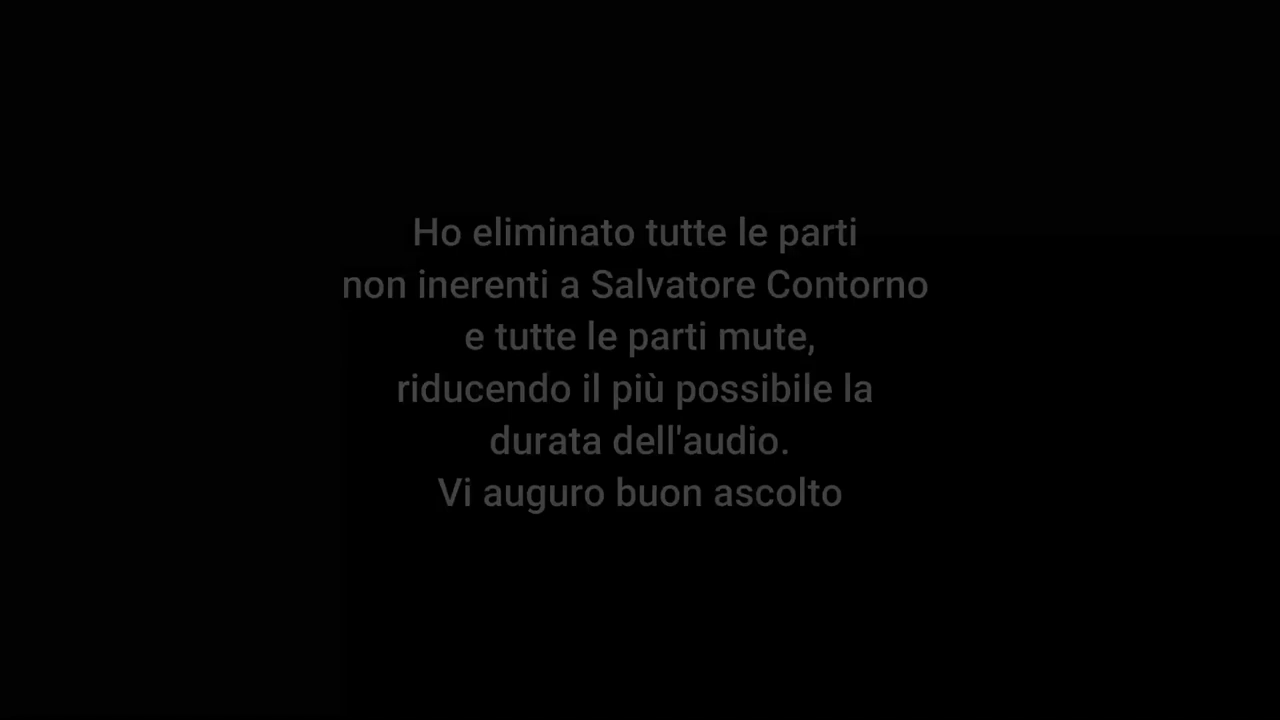 Ho eliminato tutte le parti
non inerenti a Salvatore Contorno
e tutte le parti mute,
riducendo il più possibile la
durata dell'audio.
Vi auguro buon ascolto